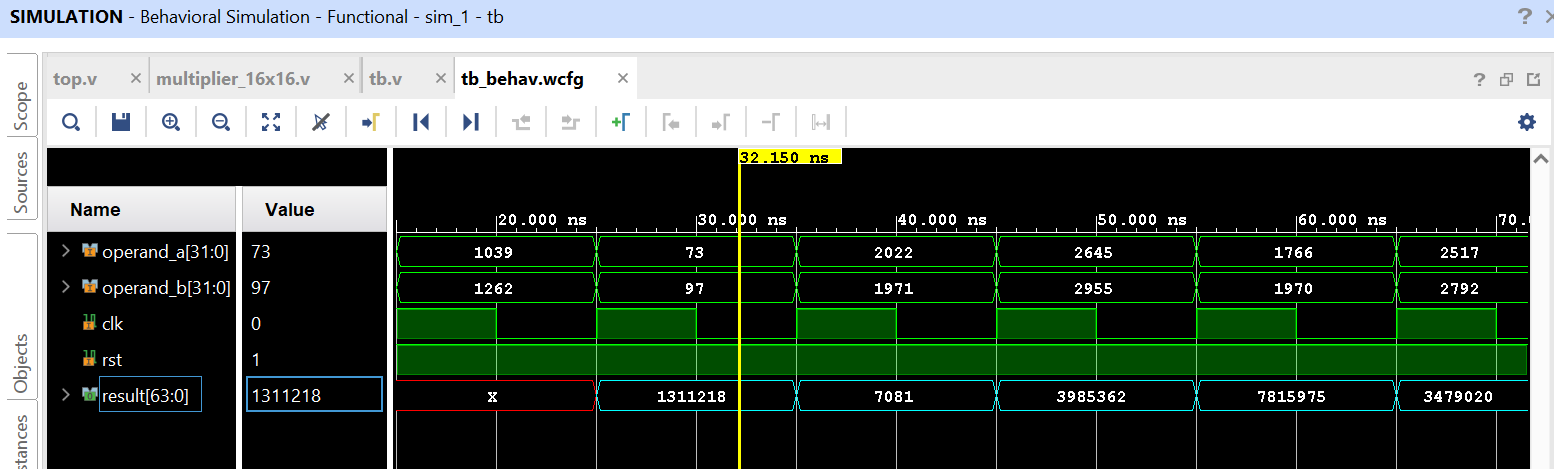 SIMULATION - Behavioral Simulation - Functional - sim_1 - tb
?
top.v × multiplier_16x16.v × tb.v × tb_behav.wcfg ×
?
Scope
Sources
Objects
stances
32.150 ns
20.000 ns 30.000 ns 40.000 ns 50.000 ns 60.000 ns 70.
Name Value
operand_a[31:0] 73 1039 73 2022 2645 1766 2517
operand_b[31:0] 97 1262 97 1971 2955 1970 2792
clk 0
rst 1
result[63:0] 1311218 X 1311218 7081 3985362 7815975 3479020